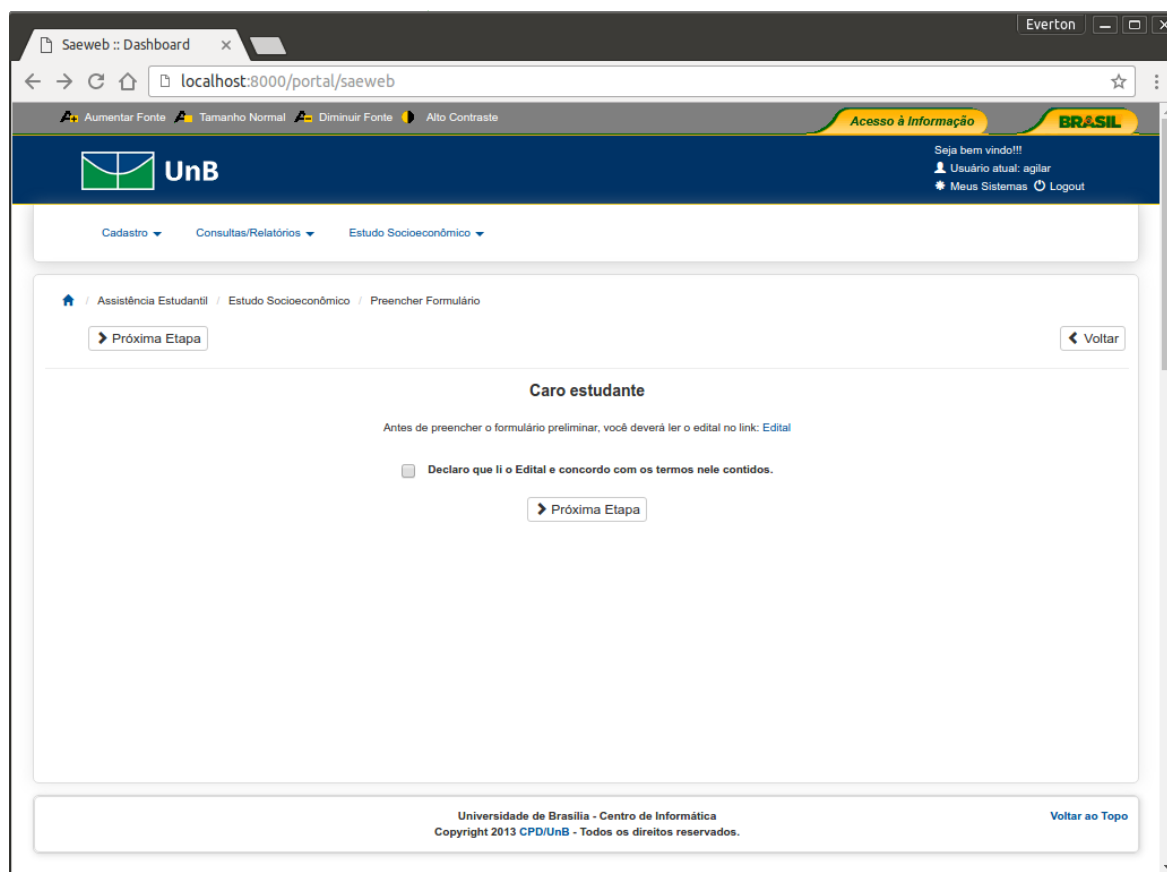 Everton
Saeweb :: Dashboard
localhost:8000/portal/saeweb
A+ Aumentar Fonte A Tamanho Normal A- Diminuir Fonte Alto Contraste
Acesso à Informação
BRASIL
UnB
Seja bem vindo!!!
Usuário atual: agilar
Meus Sistemas Logout
Cadastro Consultas/Relatórios Estudo Socioeconômico
/ Assistência Estudantil / Estudo Socioeconômico / Preencher Formulário
Próxima Etapa
Voltar
Caro estudante
Antes de preencher o formulário preliminar, você deverá ler o edital no link: Edital
Declaro que li o Edital e concordo com os termos nele contidos.
Próxima Etapa
Universidade de Brasília - Centro de Informática
Copyright 2013 CPD/UnB - Todos os direitos reservados.
Voltar ao Topo